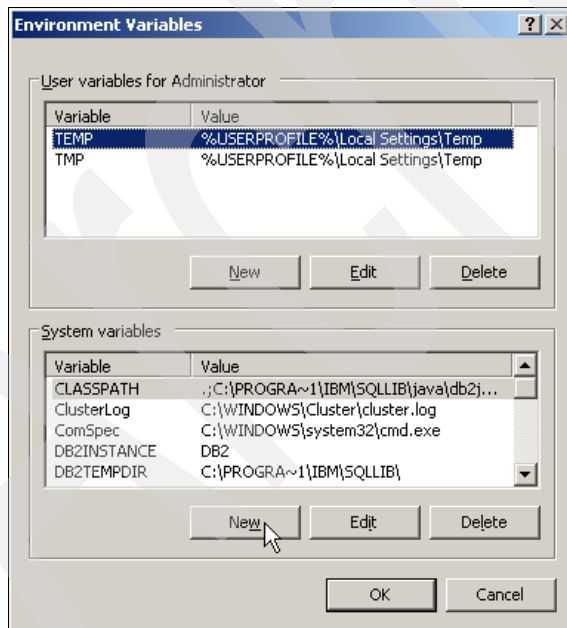 Environment Variables
User variables for Administrator
Variable Value
TEMP %USERPROFILE%\Local Settings\Temp
TMP %USERPROFILE%\Local Settings\Temp
New Edit Delete
System variables
Variable Value
CLASSPATH .;C:\PROGRA~1\IBM\SQLLIB\java\db2j...
ClusterLog C:\WINDOWS\Cluster\cluster.log
ComSpec C:\WINDOWS\system32\cmd.exe
DB2INSTANCE DB2
DB2TEMPDIR C:\PROGRA~1\IBM\SQLLIB\
New Edit Delete
OK Cancel